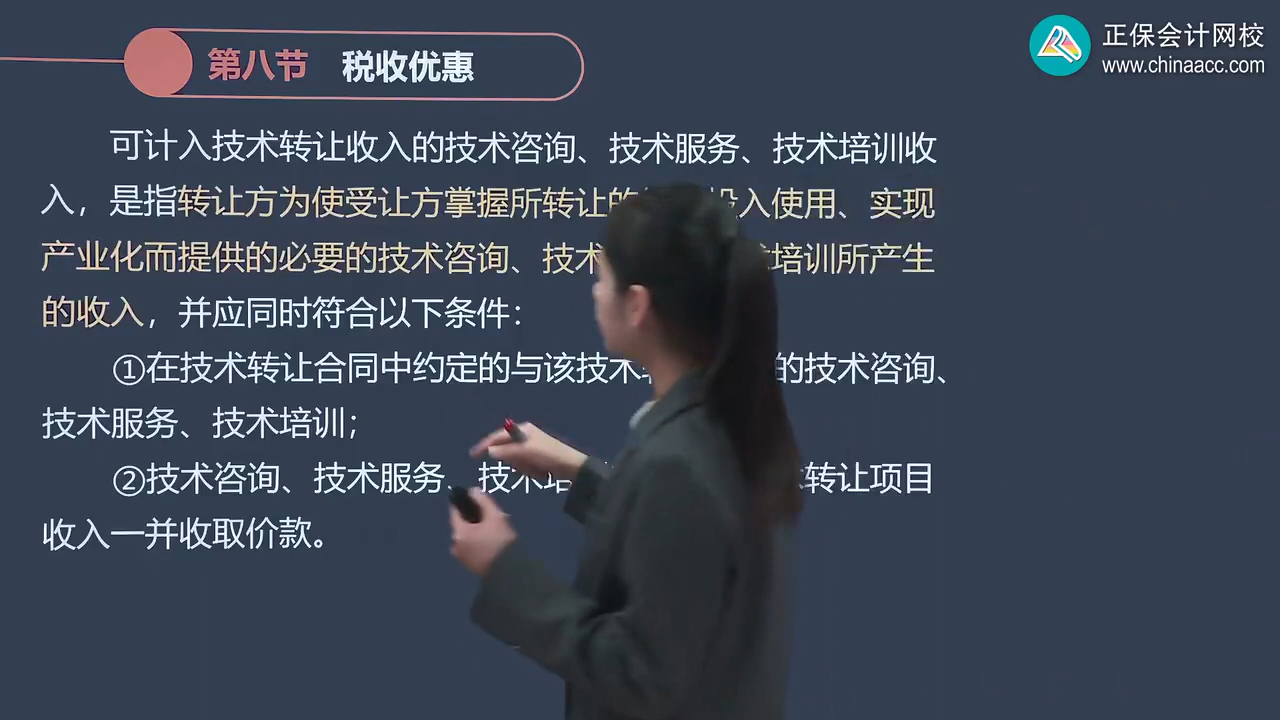 第八节 税收优惠
正保会计网校
www.chinaacc.com
可计入技术转让收入的技术咨询、技术服务、技术培训收
入，是指转让方为使受让方掌握所转让的 投入使用、实现
产业化而提供的必要的技术咨询、技术 培训所产生
的收入，并应同时符合以下条件：
①在技术转让合同中约定的与该技术 的技术咨询、
技术服务、技术培训；
②技术咨询、技术服务、技术培 转让项目
收入一并收取价款。